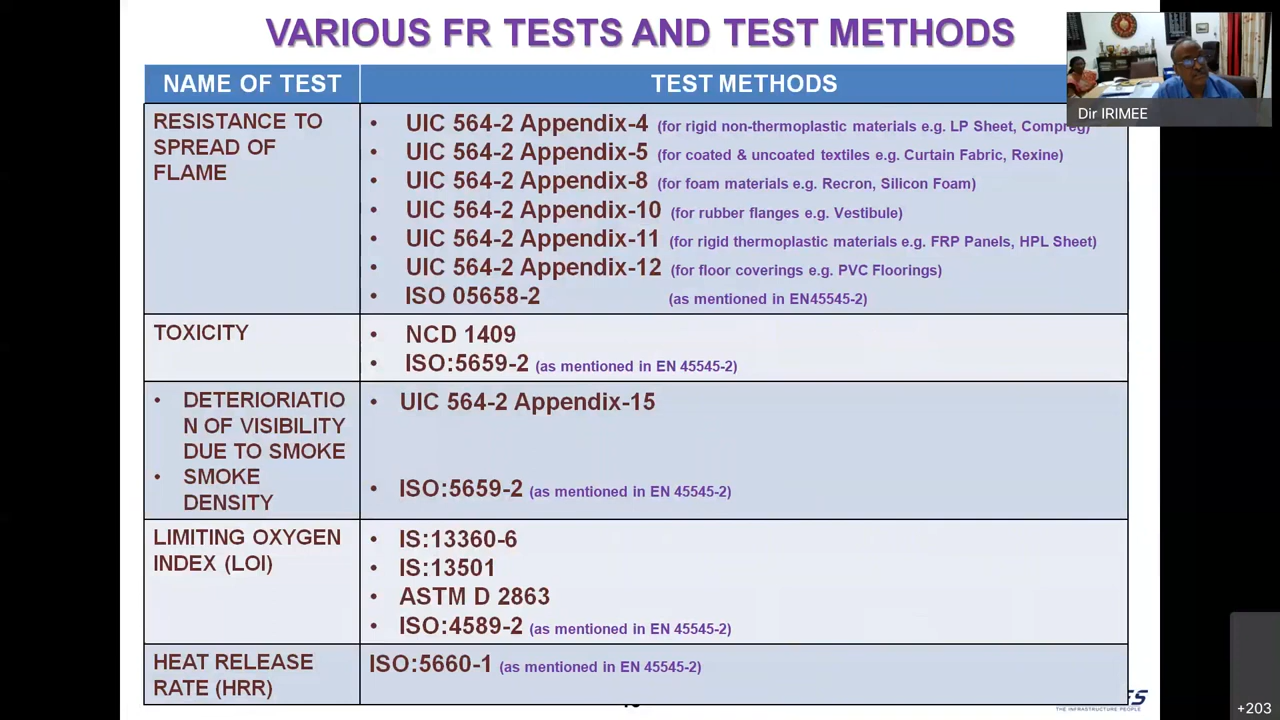 VARIOUS FR TESTS AND TEST METHODS
Dir IRIMEE
NAME OF TEST
TEST METHODS
RESISTANCE TO
SPREAD OF
FLAME
• UIC 564-2 Appendix-4 (for rigid non-thermoplastic materials e.g. LP Sheet, Compreg)
• UIC 564-2 Appendix-5 (for coated & uncoated textiles e.g. Curtain Fabric, Rexine)
• UIC 564-2 Appendix-8 (for foam materials e.g. Recron, Silicon Foam)
• UIC 564-2 Appendix-10 (for rubber flanges e.g. Vestibule)
• UIC 564-2 Appendix-11 (for rigid thermoplastic materials e.g. FRP Panels, HPL Sheet)
• UIC 564-2 Appendix-12 (for floor coverings e.g. PVC Floorings)
• ISO 05658-2 (as mentioned in EN45545-2)
TOXICITY
• NCD 1409
• ISO:5659-2 (as mentioned in EN 45545-2)
• DETERIORIATIO
N OF VISIBILITY
DUE TO SMOKE
• SMOKE
DENSITY
• UIC 564-2 Appendix-15
• ISO:5659-2 (as mentioned in EN 45545-2)
LIMITING OXYGEN
INDEX (LOI)
• IS:13360-6
• IS:13501
• ASTM D 2863
• ISO:4589-2 (as mentioned in EN 45545-2)
HEAT RELEASE
RATE (HRR)
ISO:5660-1 (as mentioned in EN 45545-2)
THE INFRASTRUCTURE PEOPLE
+203